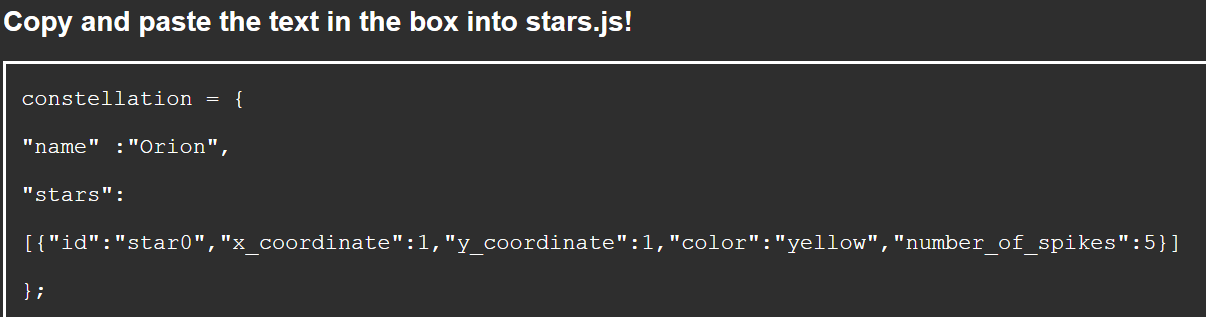 Copy and paste the text in the box into stars.js!
constellation = {
"name" :"Orion",
"stars":
[{"id":"star0","x_coordinate":1,"y_coordinate":1,"color":"yellow","number_of_spikes":5}]
};